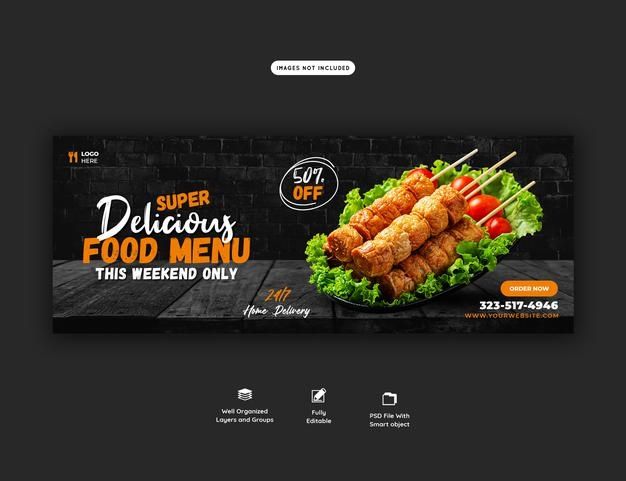 IMAGES NOT INCLUDED
LOGO
HERE
50%
OFF
SUPER
Delicious
FOOD MENU
THIS WEEKEND ONLY
24/7
Home Delivery
ORDER NOW
323-517-4946
WWW.YOURWEBSITE.COM
Well Organized
Layers and Groups
Fully
Editable
PSD File With
Smart object